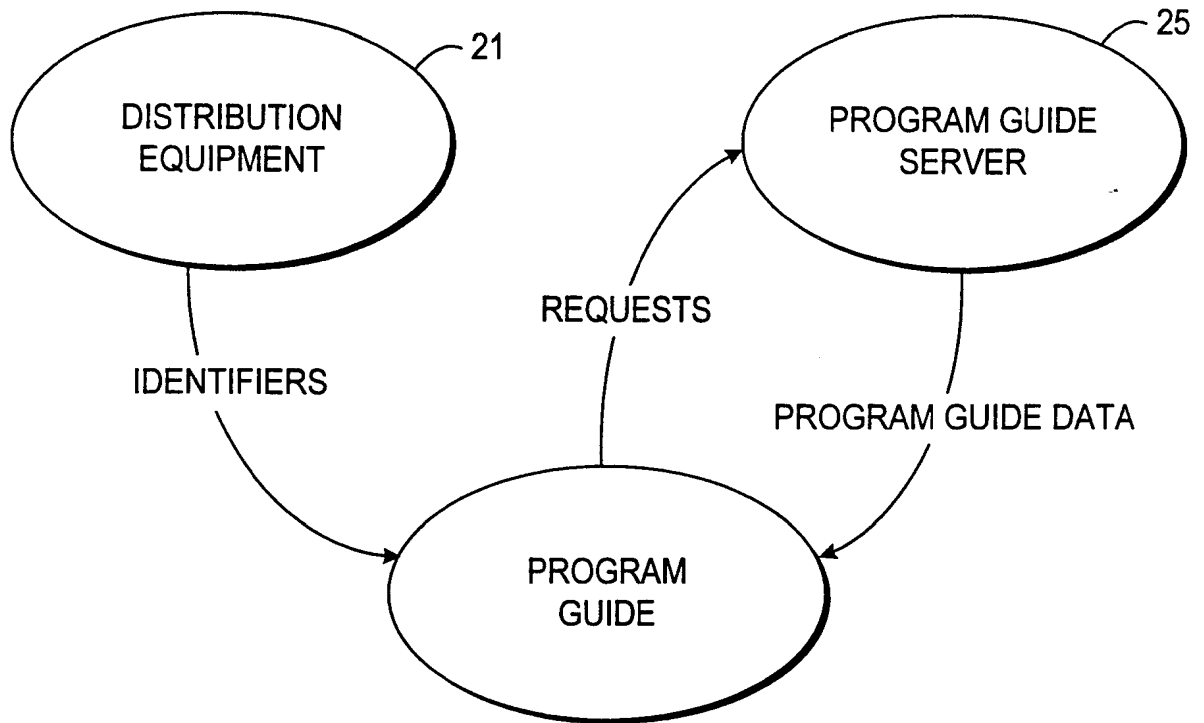 21
DISTRIBUTION
EQUIPMENT
25
PROGRAM GUIDE
SERVER
REQUESTS
IDENTIFIERS
PROGRAM GUIDE DATA
PROGRAM
GUIDE